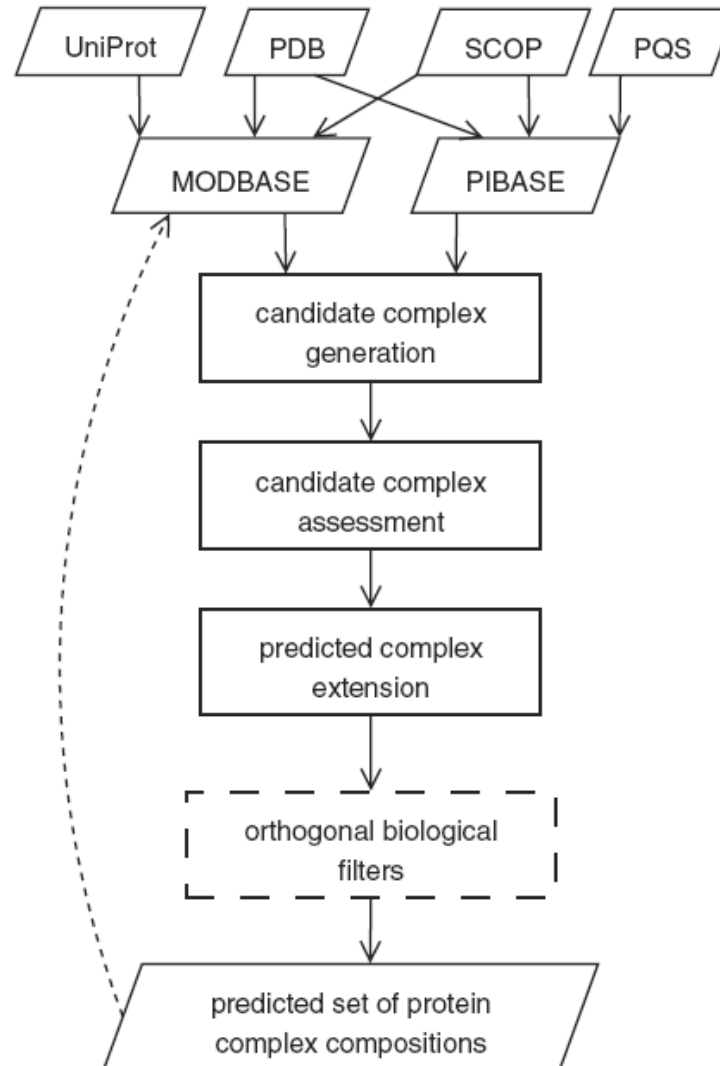 UniProt
PDB
SCOP
PQS
MODBASE
PIBASE
candidate complex
generation
candidate complex
assessment
predicted complex
extension
orthogonal biological
filters
predicted set of protein
complex compositions